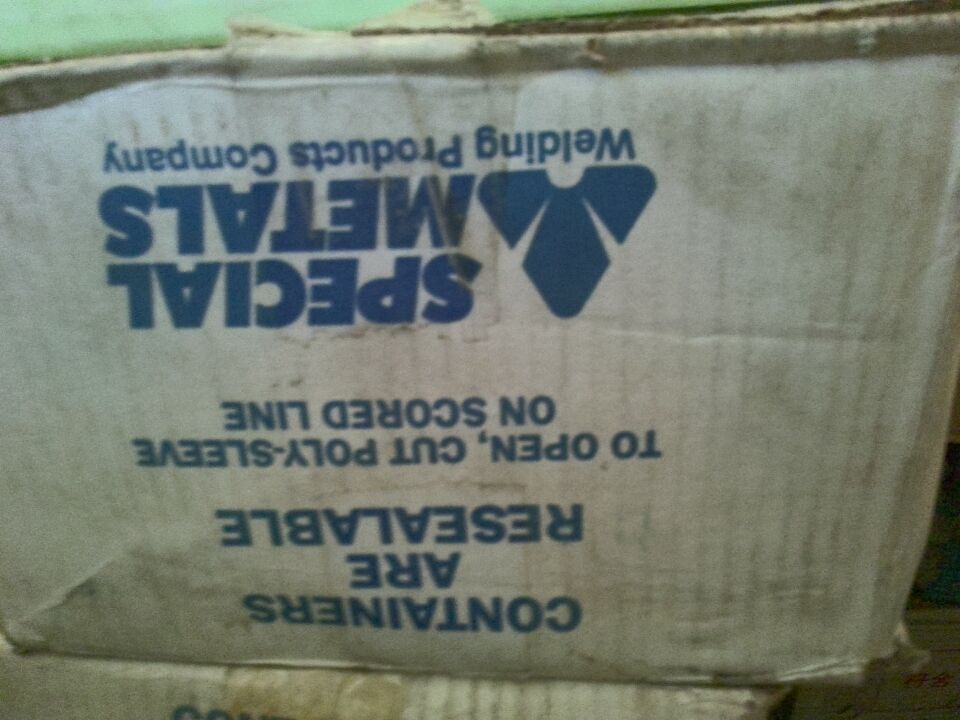 CONTAINERS
ARE
RESEALABLE
TO OPEN, CUT POLY-SLEEVE
ON SCORED LINE
SPECIAL
METALS
Welding Products Company